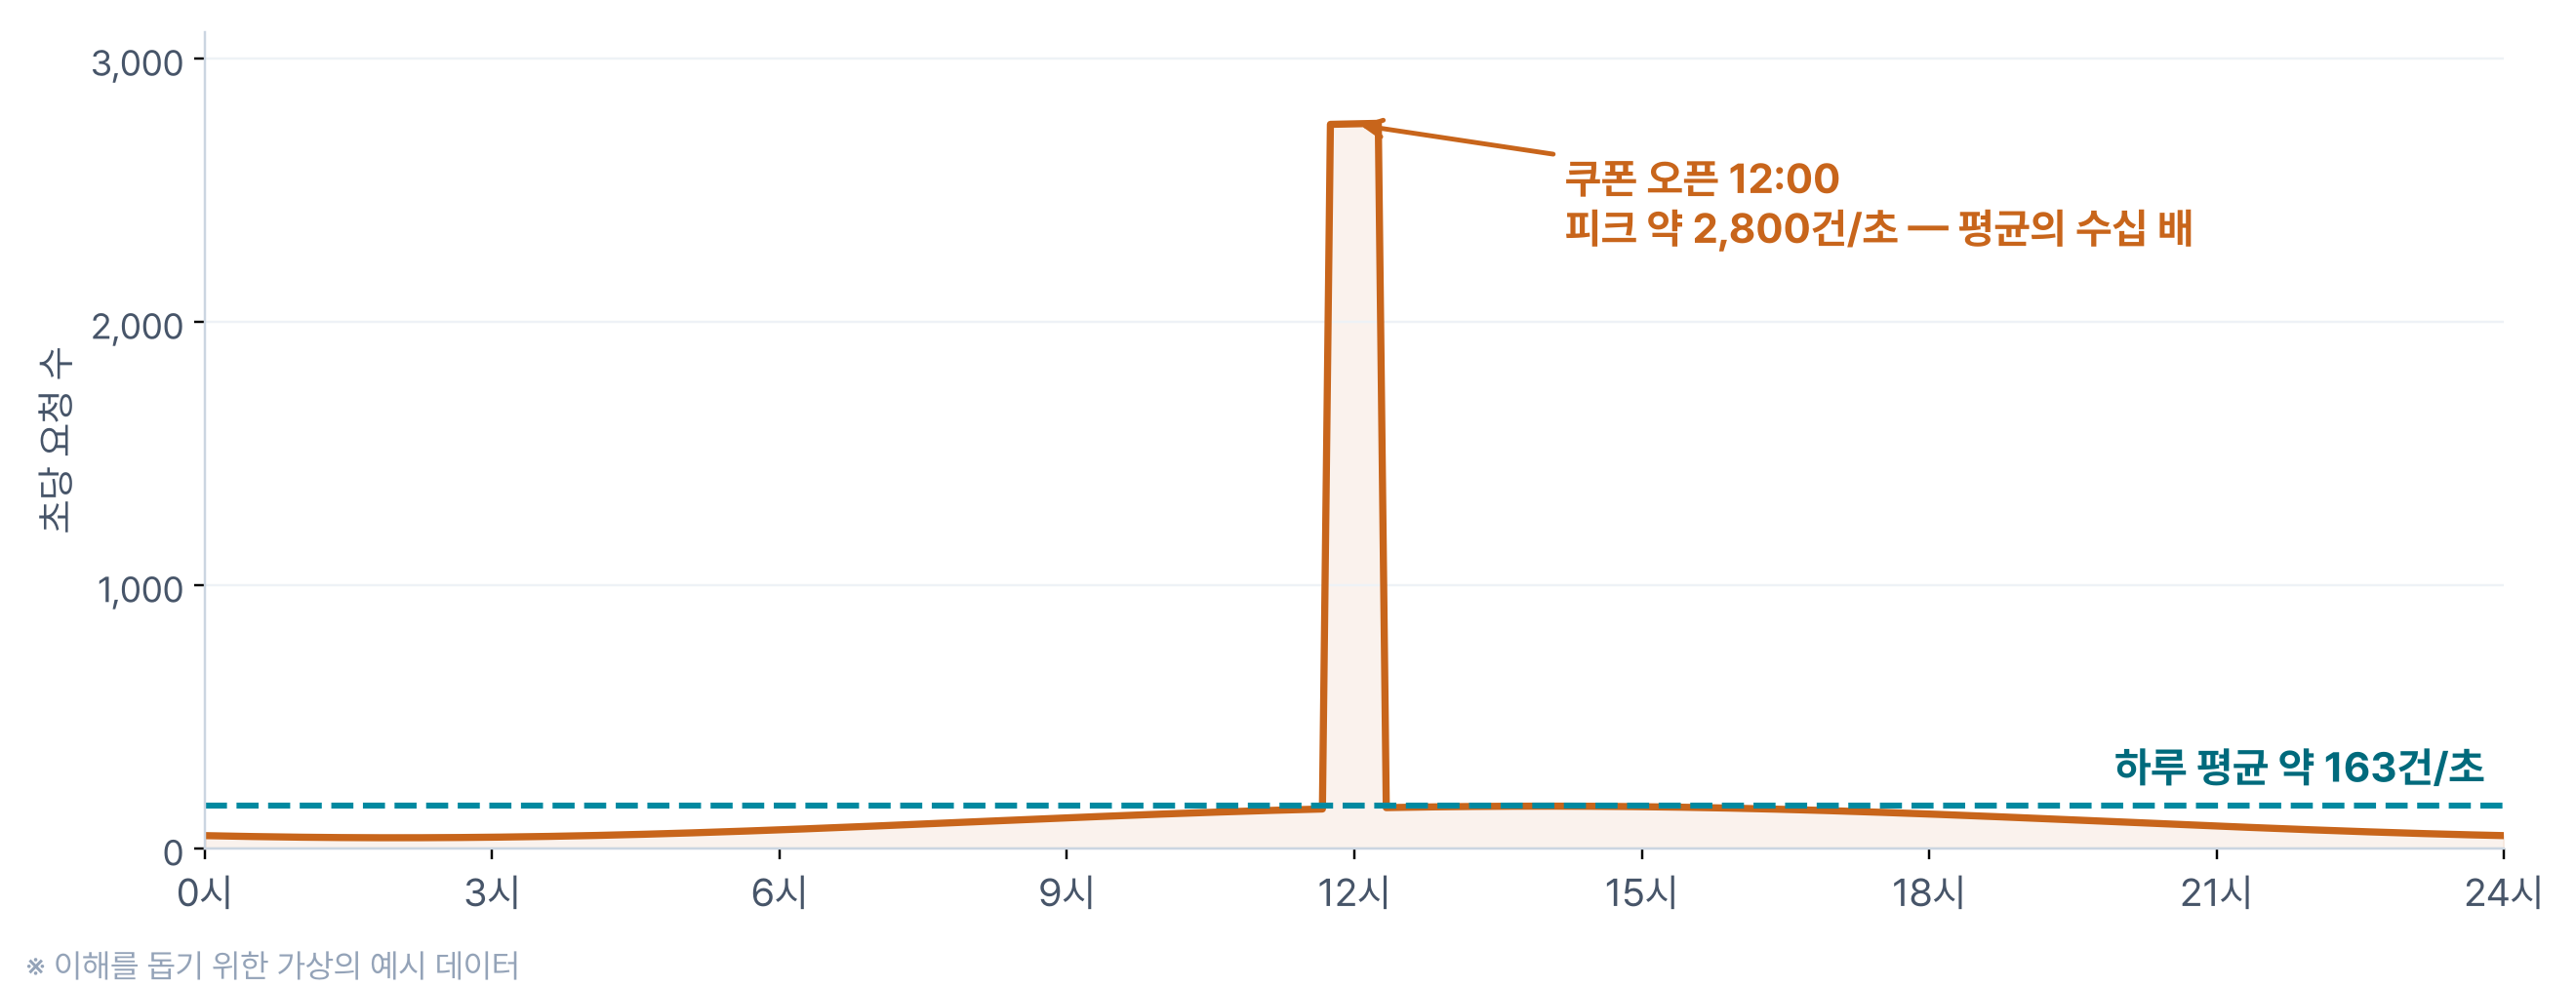 3,000
쿠폰 오픈 12:00
피크 약 2,800건/초 — 평균의 수십 배
2,000
초당 요청 수
1,000
하루 평균 약 163건/초
0
0시 3시 6시 9시 12시 15시 18시 21시 24시
※ 이해를 돕기 위한 가상의 예시 데이터